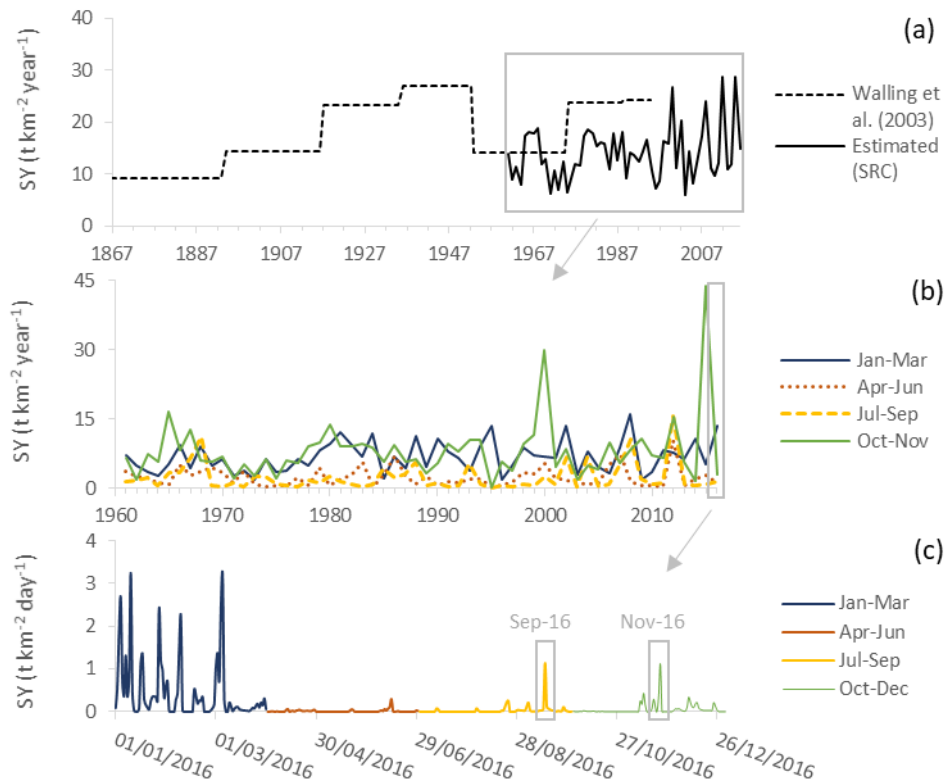 (a)
SY (t km-2 year-1)
40
30
20
10
0
1867
1887
1907
1927
1947
1967
1987
2007
Walling
et al. (2003)
Estimated
(SRC)
(b)
SY (t km-2 year-1)
45
30
15
0
1960
1970
1980
1990
2000
2010
Jan-Mar
Apr-Jun
Jul-Sep
Oct-Nov
(c)
SY (t km-2 day-1)
4
3
2
1
0
Sep-16
Nov-16
01/01/2016
01/03/2016
30/04/2016
29/06/2016
28/08/2016
27/10/2016
26/12/2016
Jan-Mar
Apr-Jun
Jul-Sep
Oct-Dec